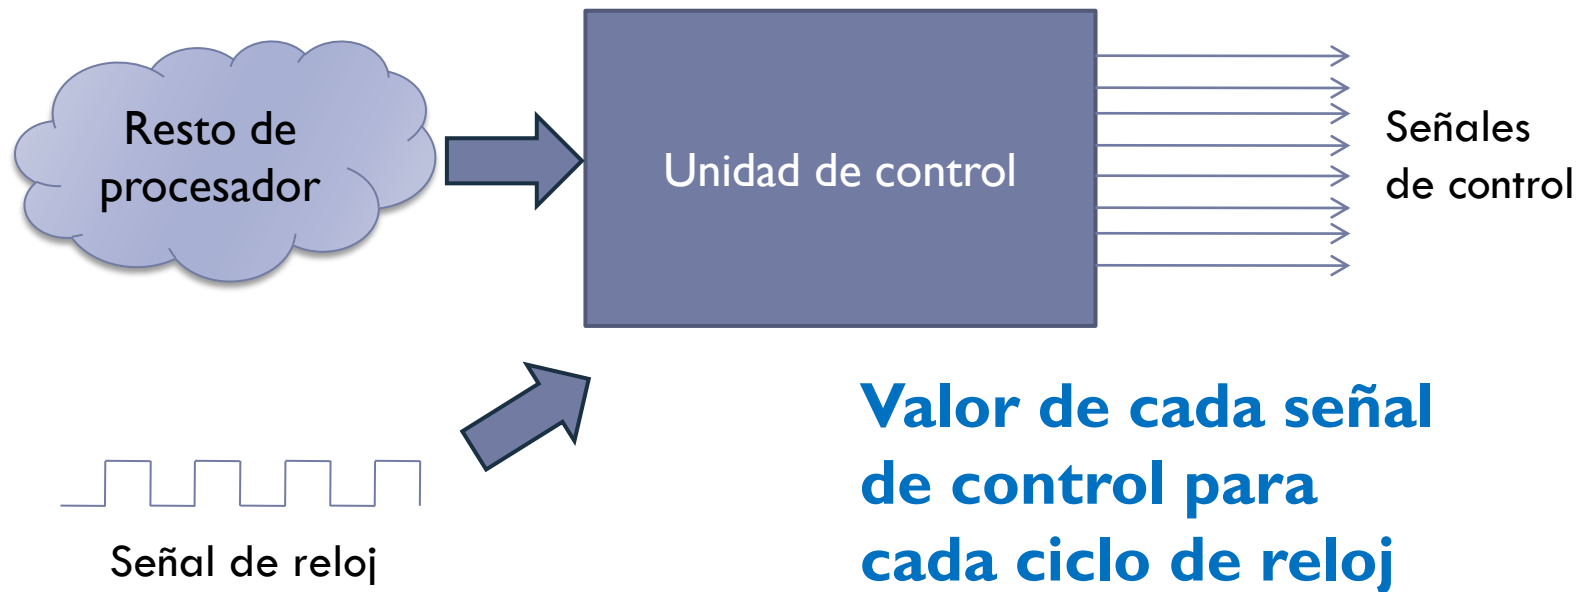 Resto de
procesador
Unidad de control
Señales
de control
Señal de reloj
Valor de cada señal
de control para
cada ciclo de reloj